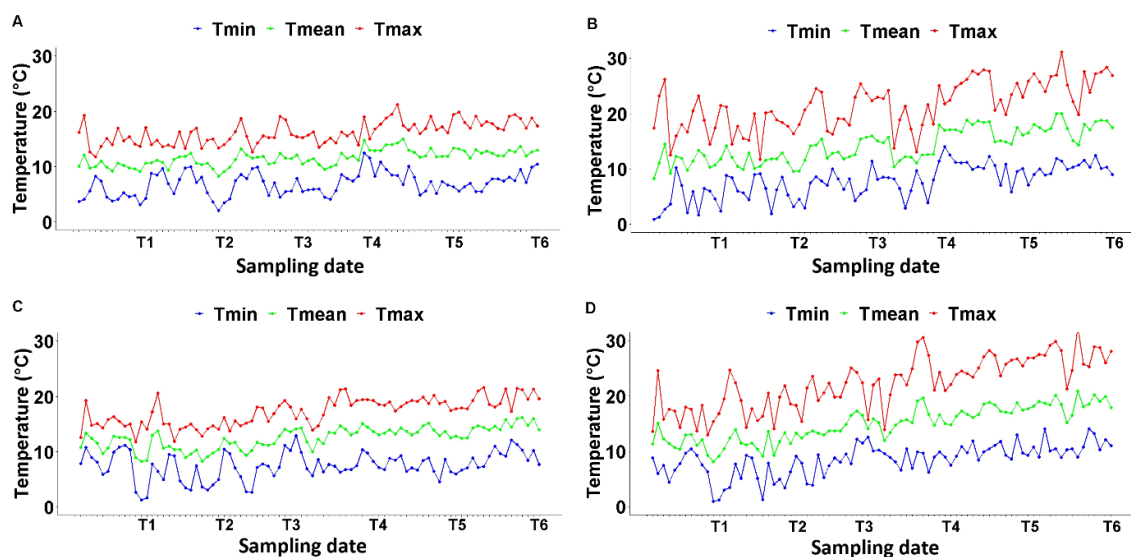 A
Tmin Tmean Tmax
Temperature (°C)
30
20
10
0
T1 T2 T3 T4 T5 T6
Sampling date
B
Tmin Tmean Tmax
Temperature (°C)
30
20
10
0
T1 T2 T3 T4 T5 T6
Sampling date
C
Tmin Tmean Tmax
Temperature (°C)
30
20
10
0
T1 T2 T3 T4 T5 T6
Sampling date
D
Tmin Tmean Tmax
Temperature (°C)
30
20
10
0
T1 T2 T3 T4 T5 T6
Sampling date